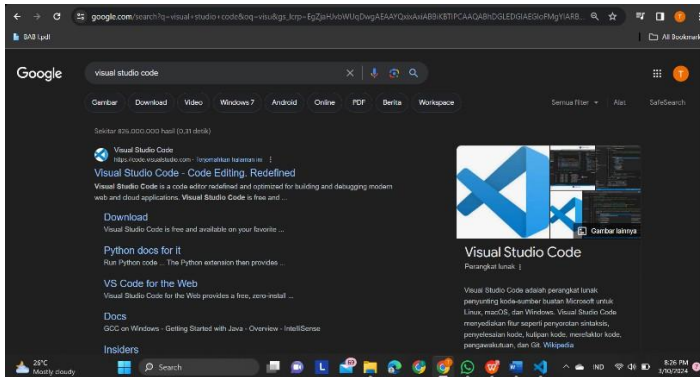 google.com/search?q=visual+studio+code&oq=visu&gs_lcrp=
BAB I.pdf
All Bookmarks
Google
visual studio code
Gambar Download Video Windows 7 Android Online PDF Berita Workspace Semua filter Alat SafeSearch
Sekitar 826.000.000 hasil (0,31 detik)
Visual Studio Code
https://code.visualstudio.com · Terjemahkan halaman ini
Visual Studio Code - Code Editing. Redefined
Visual Studio Code is a code editor redefined and optimized for building and debugging modern
web and cloud applications. Visual Studio Code is free and ...
Download
Visual Studio Code is free and available on your favorite ...
Python docs for it
Run Python code ... The Python extension then provides ...
VS Code for the Web
Visual Studio Code for the Web provides a free, zero-install ...
Docs
GCC on Windows - Getting Started with Java - Overview - IntelliSense
Insiders
Gambar lainnya
Visual Studio Code
Perangkat lunak
Visual Studio Code adalah perangkat lunak
penyunting kode-sumber buatan Microsoft untuk
Linux, macOS, dan Windows. Visual Studio Code
menyediakan fitur seperti penyorotan sintaksis,
penyelesaian kode, kutipan kode, merefaktor kode,
pengawakutuan, dan Git. Wikipedia
26°C
Mostly cloudy
Search
IND
8:26 PM
3/10/2024